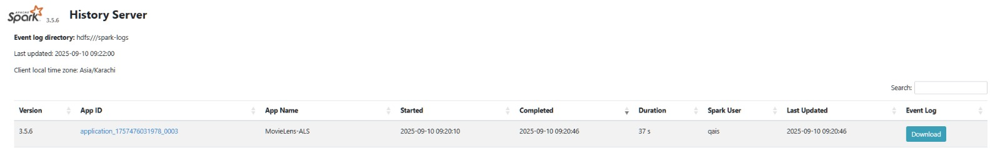 APACHE
Spark 3.5.6 History Server
Event log directory: hdfs:///spark-logs
Last updated: 2025-09-10 09:22:00
Client local time zone: Asia/Karachi
Search:
Version App ID App Name Started Completed Duration Spark User Last Updated Event Log
3.5.6 application_1757476031978_0003 MovieLens-ALS 2025-09-10 09:20:10 2025-09-10 09:20:46 37 s qais 2025-09-10 09:20:46 Download